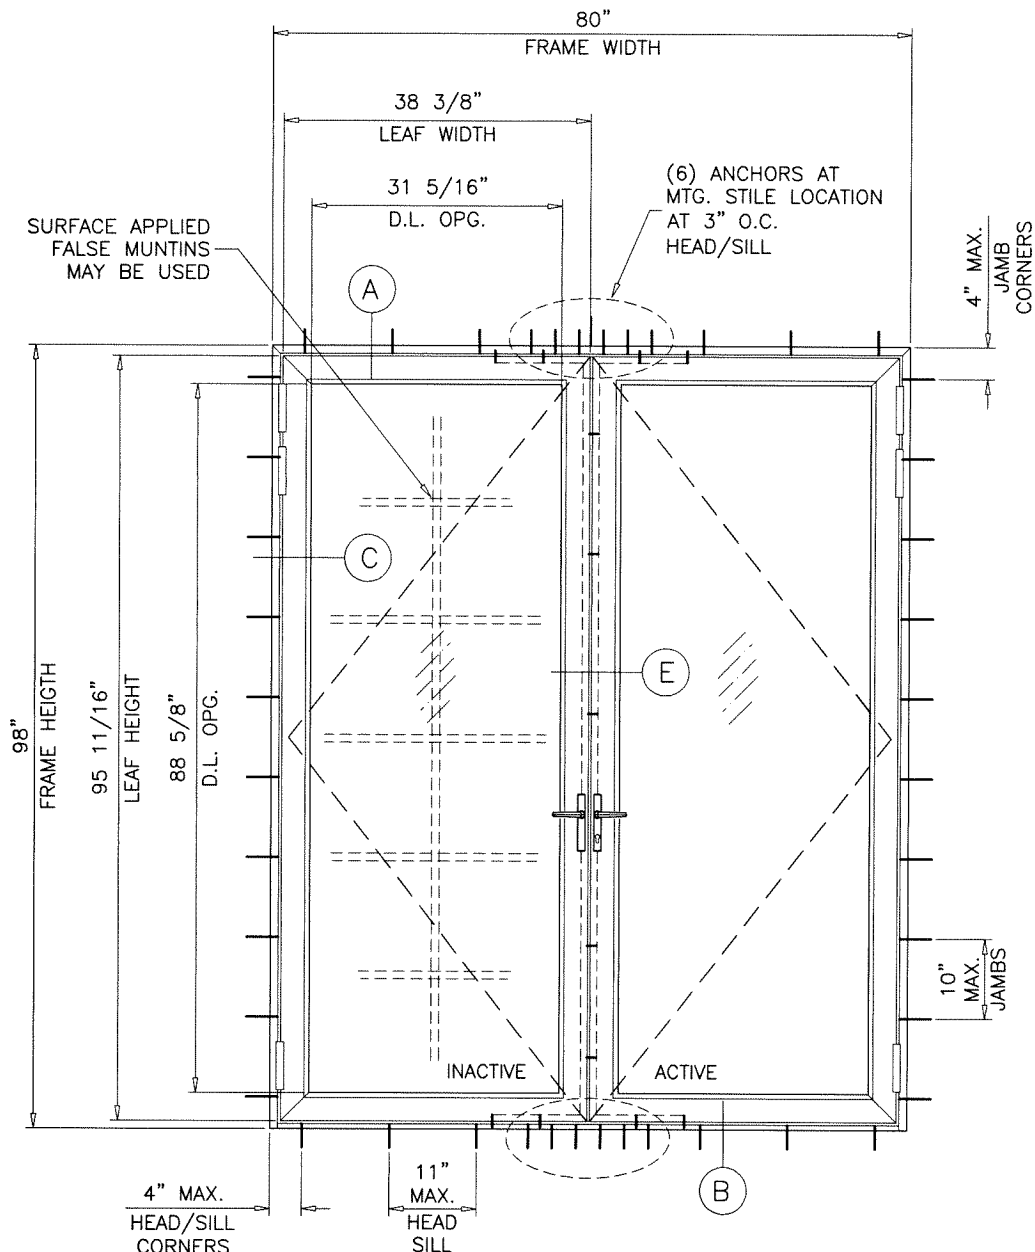 80"
FRAME WIDTH
38 3/8"
LEAF WIDTH
31 5/16"
D.L. OPG.
(6) ANCHORS AT
MTG. STILE LOCATION
AT 3" O.C.
HEAD/SILL
SURFACE APPLIED
FALSE MUNTINS
MAY BE USED
4" MAX.
JAMB
CORNERS
A
C
E
98"
FRAME HEIGTH
95 11/16"
LEAF HEIGHT
88 5/8"
D.L. OPG.
10"
MAX.
JAMBS
INACTIVE
ACTIVE
B
4" MAX.
HEAD/SILL
CORNERS
11"
MAX.
HEAD
SILL